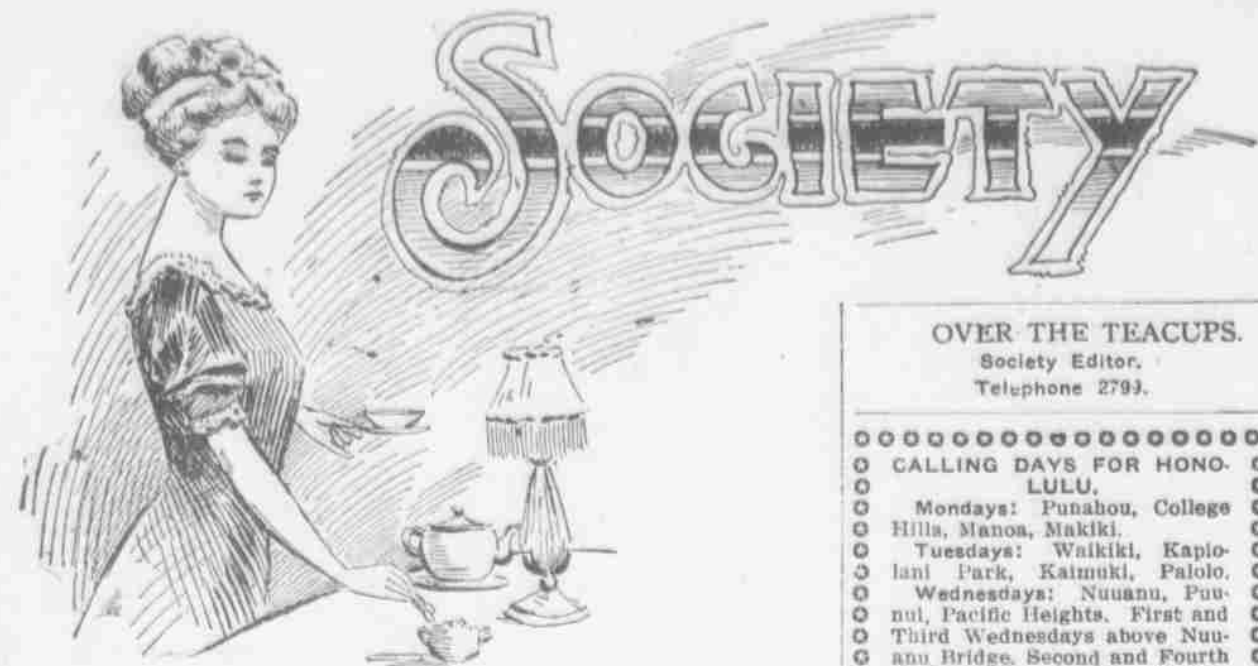 SOCIETY
OVER THE TEACUPS.
Society Editor.
Telephone 2799.
CALLING DAYS FOR HONO-
LULU.
Mondays: Punahou, College
Hills, Manoa, Makiki.
Tuesdays: Waikiki, Kapio-
lani Park, Kaimuki, Palolo.
Wednesdays: Nuuanu, Puu-
nui, Pacific Heights. First and
Third Wednesdays above Nuu-
anu Bridge. Second and Fourth